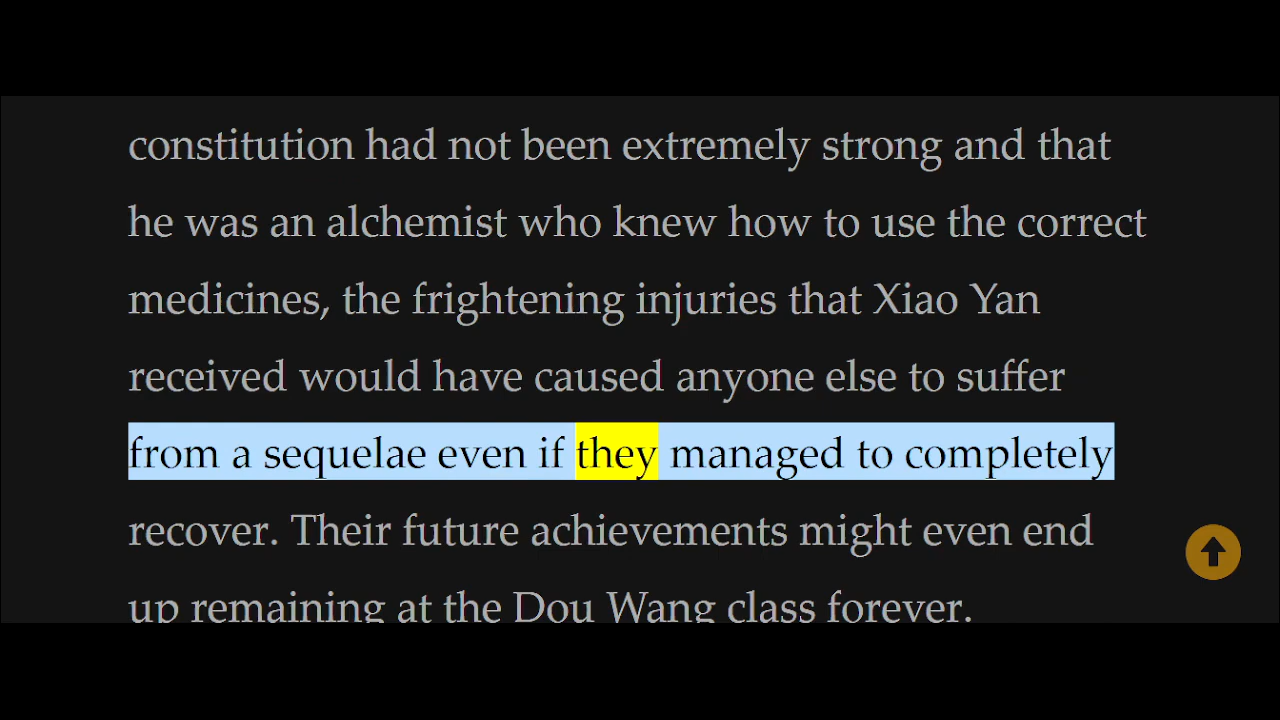 constitution had not been extremely strong and that
he was an alchemist who knew how to use the correct
medicines, the frightening injuries that Xiao Yan
received would have caused anyone else to suffer
from a sequelae even if they managed to completely
recover. Their future achievements might even end
up remaining at the Dou Wang class forever.